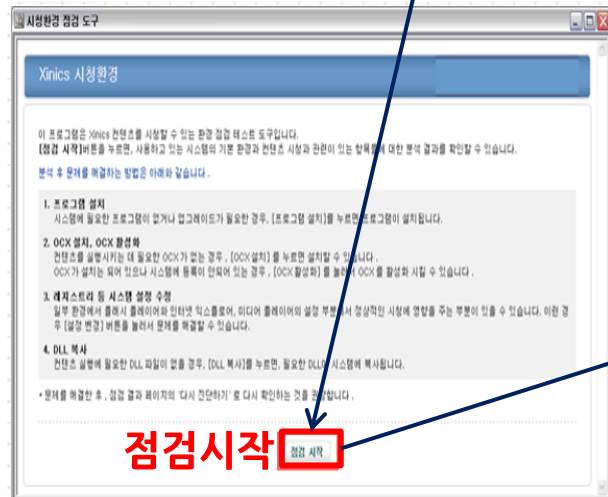 시청환경 점검 도구
Xinics 시청환경
이 프로그램은 Xinics 컨텐츠를 시청할 수 있는 환경 점검 테스트 도구입니다.
[점검 시작]버튼을 누르면, 사용하고 있는 시스템의 기본 환경과 컨텐츠 시청과 관련이 있는 항목들에 대한 분석 결과를 확인할 수 있습니다.
분석 후 문제를 해결하는 방법은 아래와 같습니다.
1. 프로그램 설치
시스템에 필요한 프로그램이 없거나 업그레이드가 필요한 경우, [프로그램 설치]를 누르면 프로그램이 설치됩니다.
2. OCX 설치, OCX 활성화
컨텐츠를 실행시키는 데 필요한 OCX가 없는 경우, [OCX설치] 를 누르면 설치할 수 있습니다.
OCX가 설치는 되어 있으나 시스템에 등록이 안되어 있는 경우, [OCX활성화] 를 눌러서 OCX를 활성화 시킬 수 있습니다.
3. 레지스트리 등 시스템 설정 수정
일부 환경에서 플래시 플레이어와 인터넷 익스플로어, 미디어 플레이어의 설정 부분에서 정상적인 시청에 영향을 주는 부분이 있을 수 있습니다. 이런 경
우 [설정 변경] 버튼을 눌러서 문제를 해결할 수 있습니다.
4. DLL 복사
컨텐츠 실행에 필요한 DLL 파일이 없을 경우, [DLL 복사]를 누르면, 필요한 DLL이 시스템에 복사됩니다.
• 문제를 해결한 후, 점검 결과 페이지의 '다시 진단하기' 로 다시 확인하는 것을 권장합니다.
점검시작 점검 시작